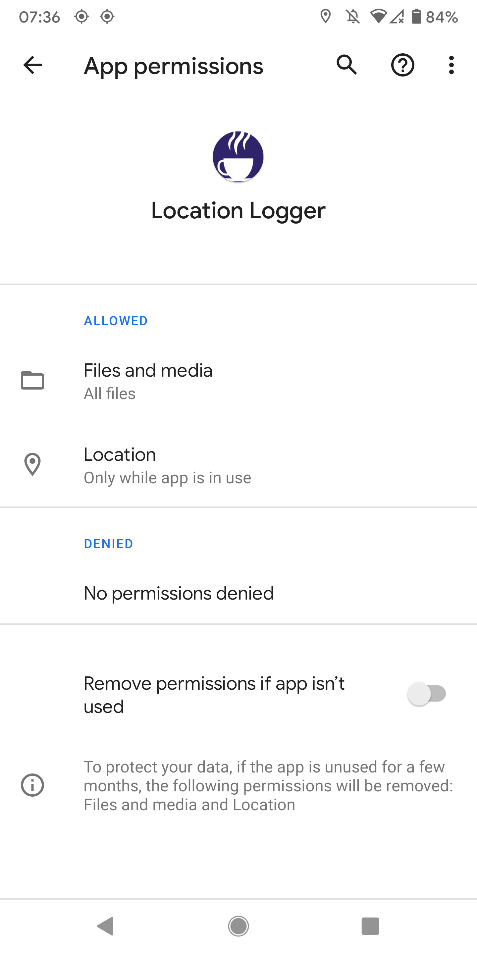 07:36
84%
App permissions
Location Logger
ALLOWED
Files and media
All files
Location
Only while app is in use
DENIED
No permissions denied
Remove permissions if app isn’t
used
To protect your data, if the app is unused for a few
months, the following permissions will be removed:
Files and media and Location